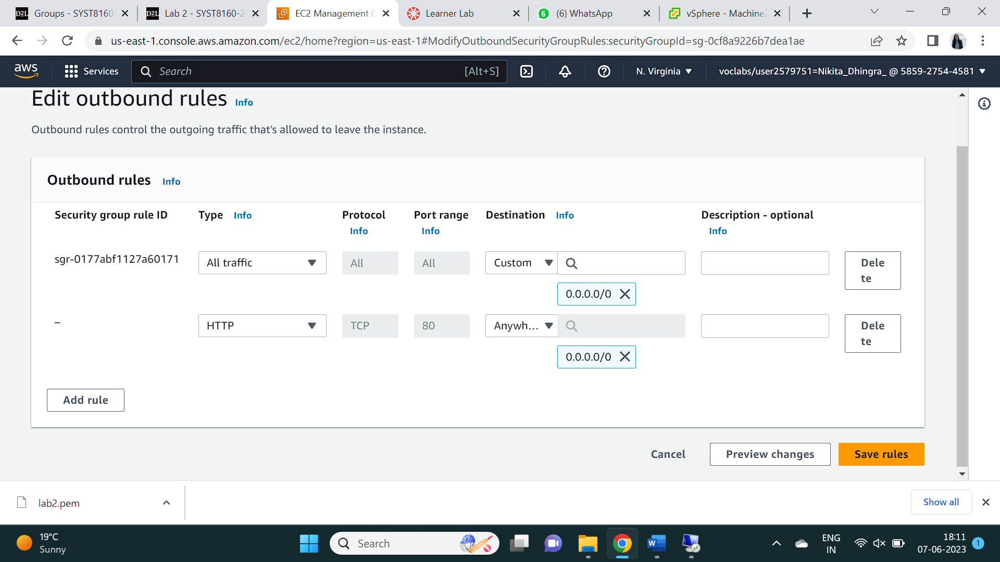 Groups - SYST8160
Lab 2 - SYST8160-2
EC2 Management C
Learner Lab
(6) WhatsApp
vSphere - Machine2
us-east-1.console.aws.amazon.com/ec2/home?region=us-east-1#ModifyOutboundSecurityGroupRules:securityGroupId=sg-0cf8a9226b7dea1ae
aws
Services
Search
[Alt+S]
N. Virginia
voclabs/user2579751=Nikita_Dhingra_ @ 5859-2754-4581
Edit outbound rules Info
Outbound rules control the outgoing traffic that's allowed to leave the instance.
Outbound rules Info
Security group rule ID
Type Info
Protocol Info
Port range Info
Destination Info
Description - optional Info
sgr-0177abf1127a60171
All traffic
All
All
Custom
0.0.0.0/0
Dele
te
–
HTTP
TCP
80
Anywh...
0.0.0.0/0
Dele
te
Add rule
Cancel
Preview changes
Save rules
lab2.pem
Show all
19°C
Sunny
Search
ENG
IN
18:11
07-06-2023
1